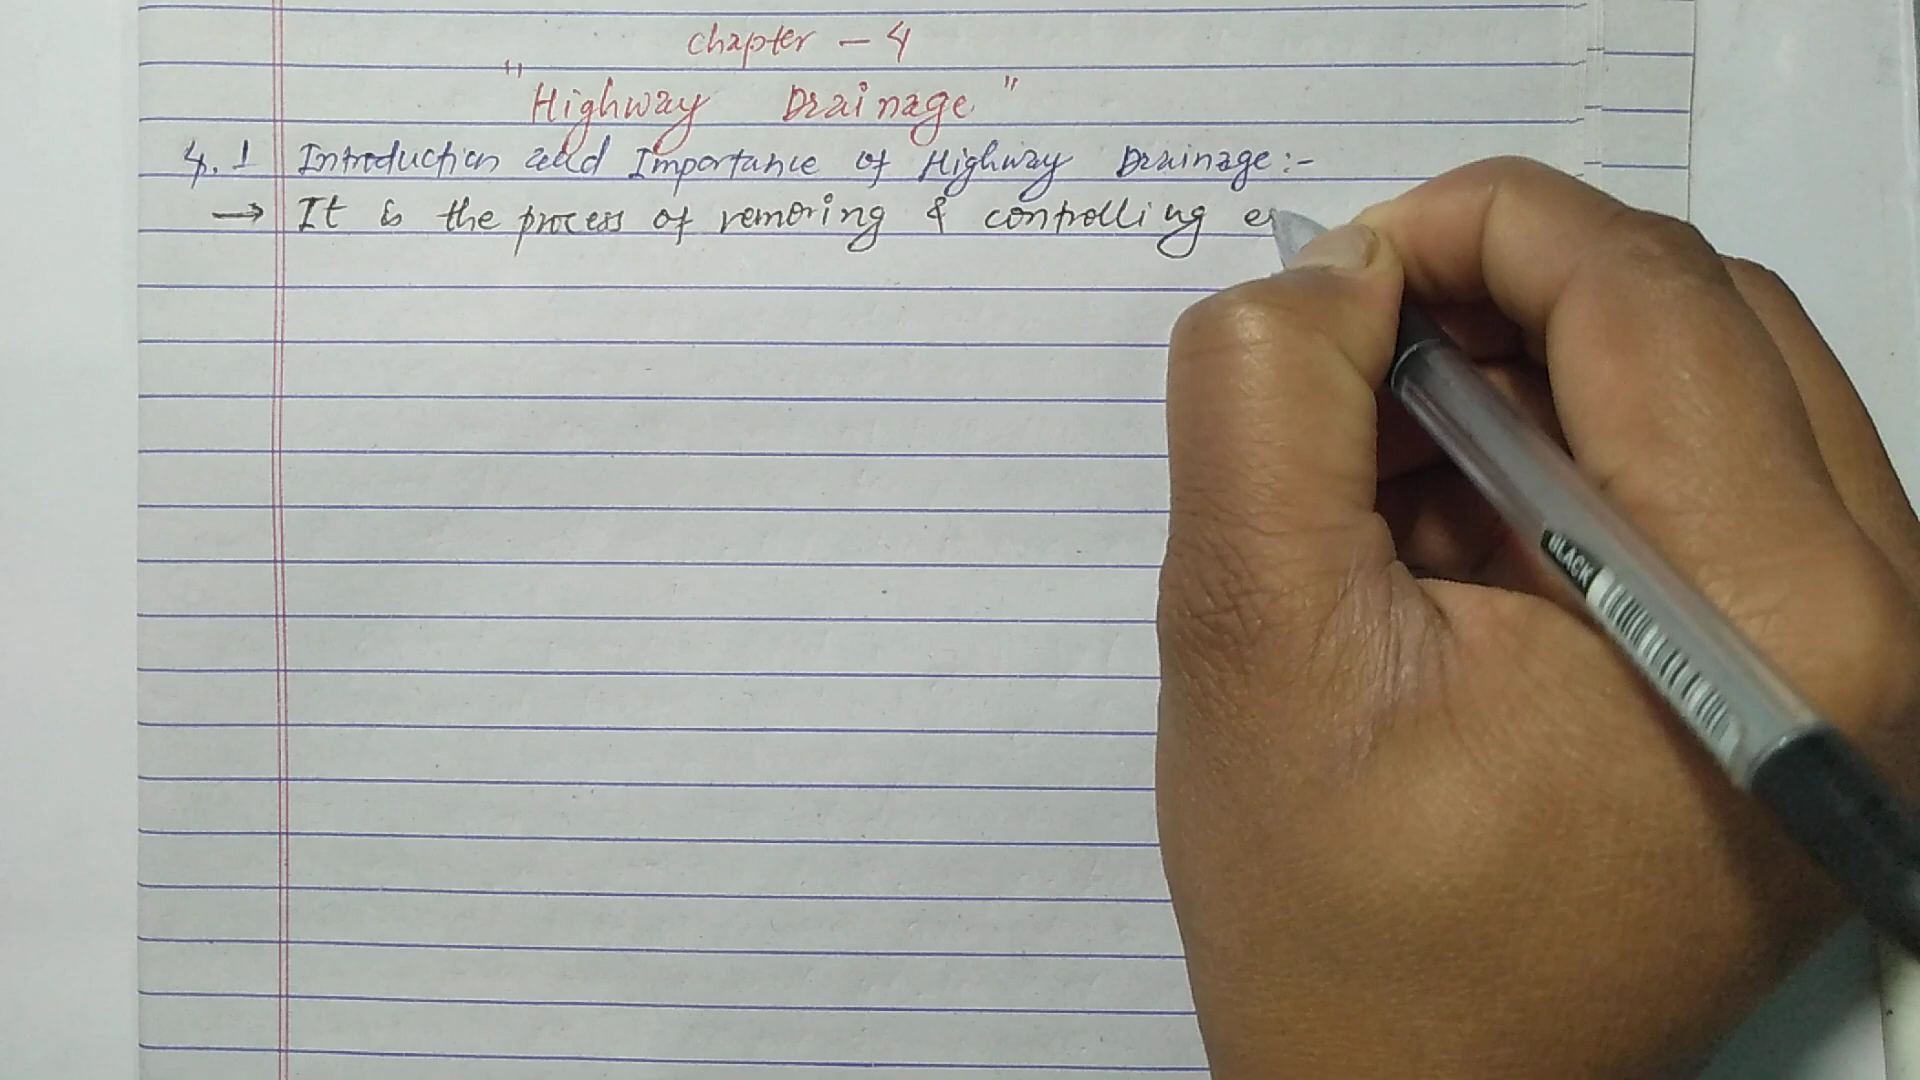 Chapter - 4
"Highway Drainage"
4.1 Introduction and Importance of Highway Drainage:-
→ It is the process of removing & controlling
BLACK